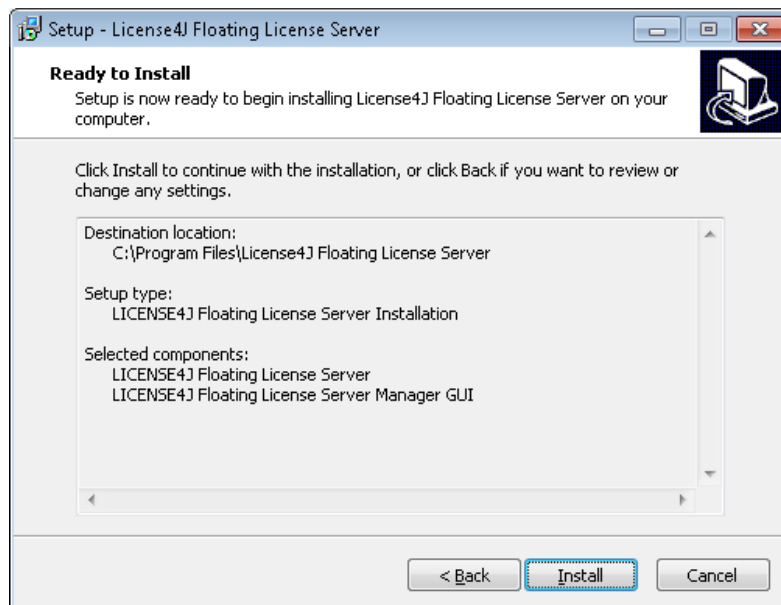 Setup - License4J Floating License Server
Ready to Install
Setup is now ready to begin installing License4J Floating License Server on your
computer.
Click Install to continue with the installation, or click Back if you want to review or
change any settings.
Destination location:
C:\Program Files\License4J Floating License Server
Setup type:
LICENSE4J Floating License Server Installation
Selected components:
LICENSE4J Floating License Server
LICENSE4J Floating License Server Manager GUI
< Back
Install
Cancel